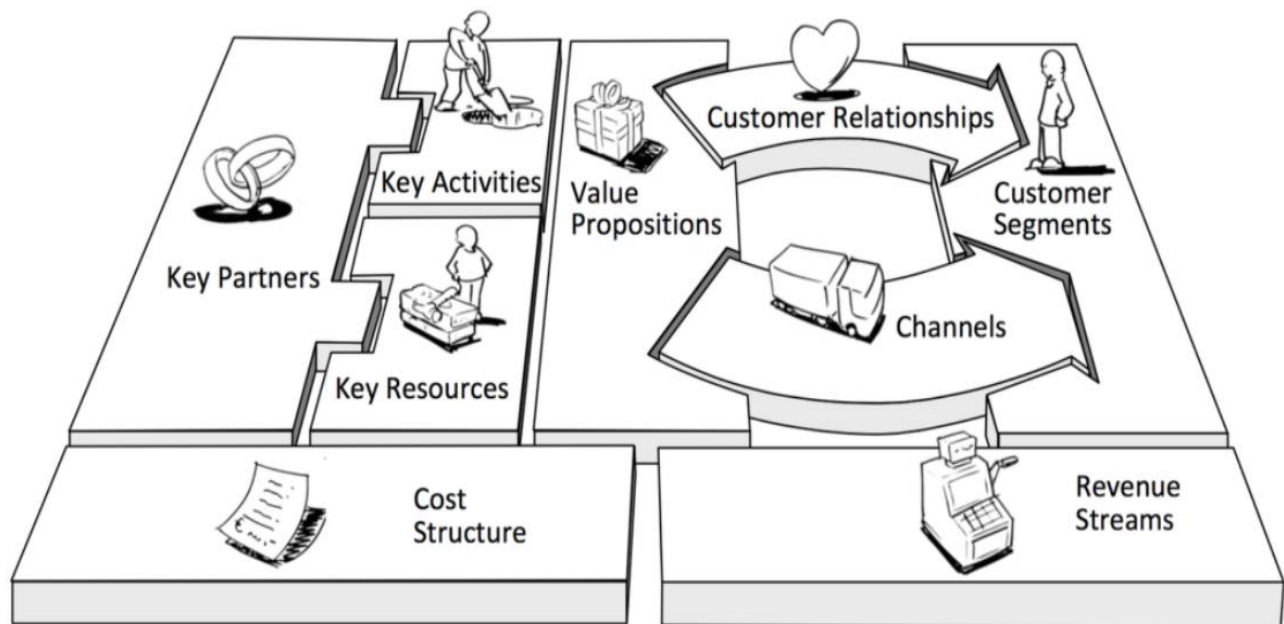 Key Partners
Key Activities
Key Resources
Value
Propositions
Customer Relationships
Channels
Customer
Segments
Cost
Structure
Revenue
Streams